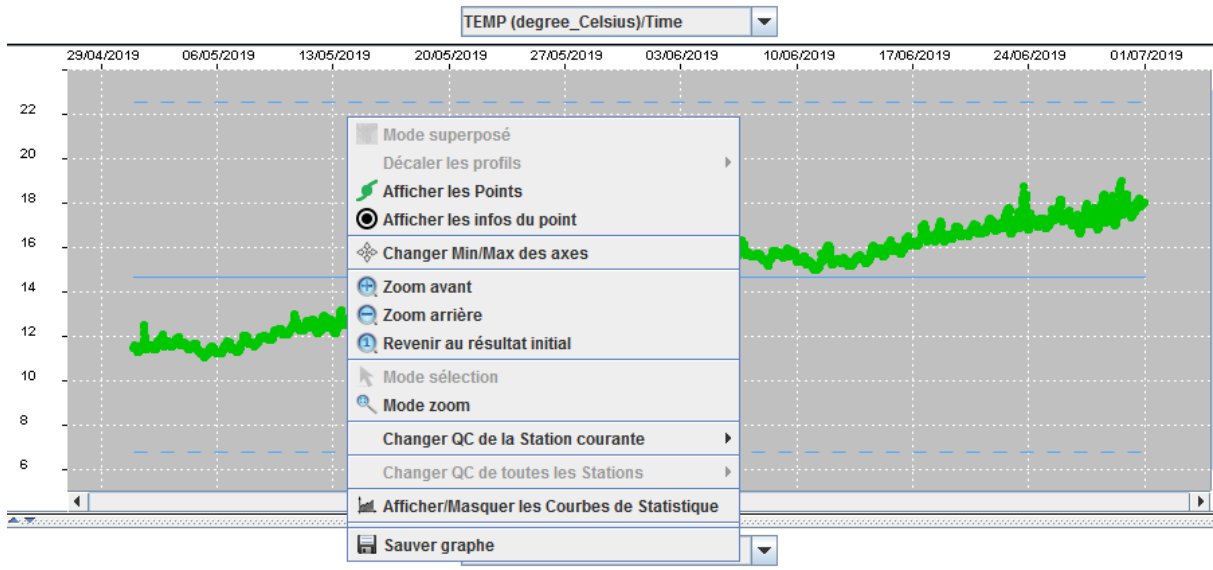 TEMP (degree_Celsius)/Time
29/04/2019 06/05/2019 13/05/2019 20/05/2019 27/05/2019 03/06/2019 10/06/2019 17/06/2019 24/06/2019 01/07/2019
22
20
18
16
14
12
10
8
6
Mode superposé
Décaler les profils
Afficher les Points
Afficher les infos du point
Changer Min/Max des axes
Zoom avant
Zoom arrière
1 Revenir au résultat initial
Mode sélection
Mode zoom
Changer QC de la Station courante
Changer QC de toutes les Stations
Afficher/Masquer les Courbes de Statistique
Sauver graphe